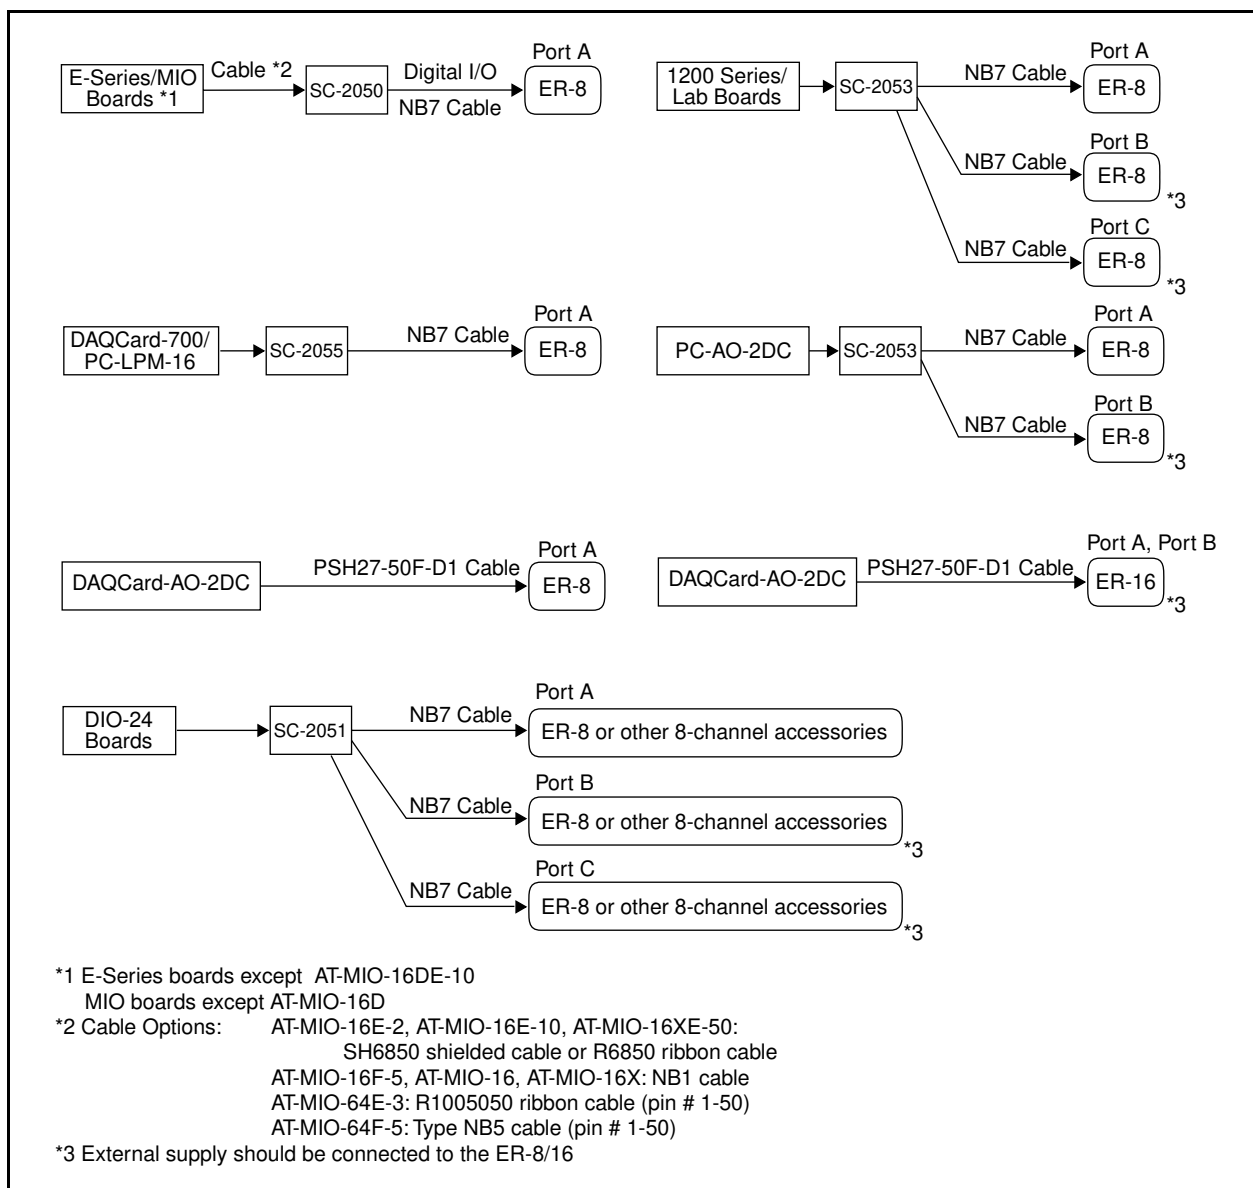 E-Series/MIO
Boards *1
Cable *2
SC-2050
Digital I/O
NB7 Cable
Port A
ER-8
1200 Series/
Lab Boards
SC-2053
NB7 Cable
Port A
ER-8
NB7 Cable
Port B
ER-8
*3
NB7 Cable
Port C
ER-8
*3
DAQCard-700/
PC-LPM-16
SC-2055
NB7 Cable
Port A
ER-8
PC-AO-2DC
SC-2053
NB7 Cable
Port A
ER-8
NB7 Cable
Port B
ER-8
*3
DAQCard-AO-2DC
PSH27-50F-D1 Cable
Port A
ER-8
DAQCard-AO-2DC
PSH27-50F-D1 Cable
Port A, Port B
ER-16
*3
DIO-24
Boards
SC-2051
NB7 Cable
Port A
ER-8 or other 8-channel accessories
NB7 Cable
Port B
ER-8 or other 8-channel accessories
*3
NB7 Cable
Port C
ER-8 or other 8-channel accessories
*3
*1 E-Series boards except AT-MIO-16DE-10
MIO boards except AT-MIO-16D
*2 Cable Options: AT-MIO-16E-2, AT-MIO-16E-10, AT-MIO-16XE-50:
SH6850 shielded cable or R6850 ribbon cable
AT-MIO-16F-5, AT-MIO-16, AT-MIO-16X: NB1 cable
AT-MIO-64E-3: R1005050 ribbon cable (pin # 1-50)
AT-MIO-64F-5: Type NB5 cable (pin # 1-50)
*3 External supply should be connected to the ER-8/16